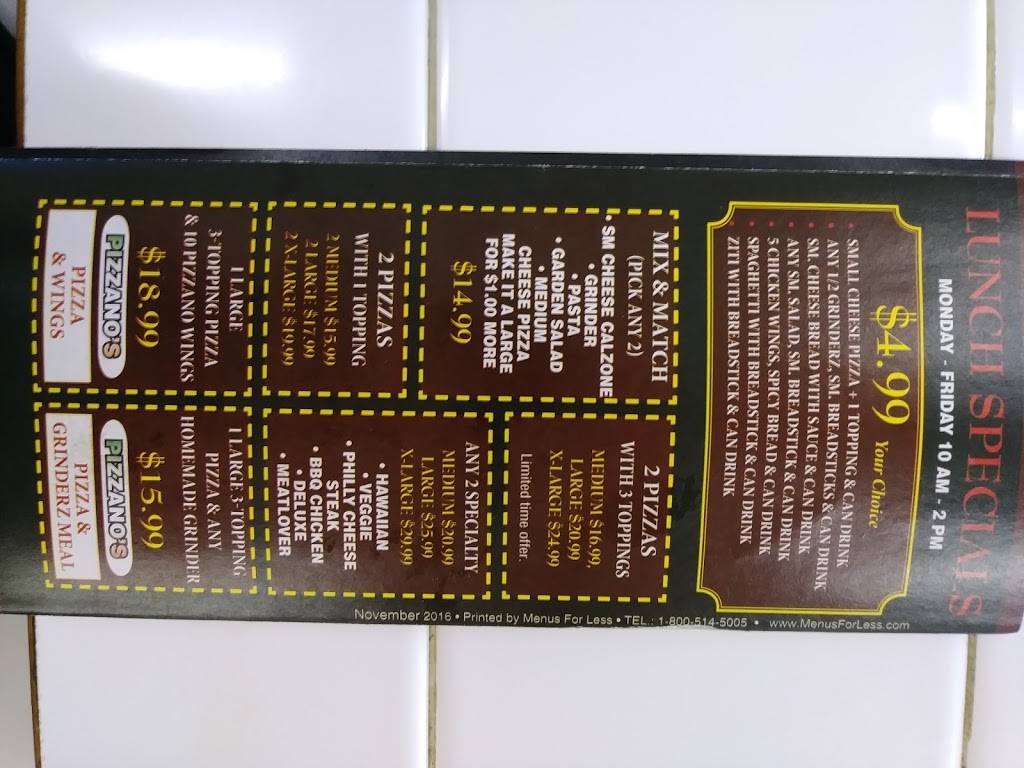 LUNCH SPECIALS
MONDAY - FRIDAY 10 AM - 2 PM
$4.99 Your Choice
• SMALL CHEESE PIZZA + 1 TOPPING & CAN DRINK
• ANY 1/2 GRINDERZ, SM. BREADSTICKS & CAN DRINK
• SM. CHEESE BREAD WITH SAUCE & CAN DRINK
• ANY SM. SALAD, SM. BREADSTICK & CAN DRINK
• 5 CHICKEN WINGS, SPICY BREAD & CAN DRINK
• SPAGHETTI WITH BREADSTICK & CAN DRINK
• ZITI WITH BREADSTICK & CAN DRINK
MIX & MATCH
(PICK ANY 2)
• SM CHEESE CALZONE
• GRINDER
• PASTA
• GARDEN SALAD
• MEDIUM
CHEESE PIZZA
MAKE IT A LARGE
FOR $1.00 MORE
$14.99
2 PIZZAS
WITH 3 TOPPINGS
MEDIUM $16.99,
LARGE $20.99
X-LARGE $24.99
Limited time offer.
2 PIZZAS
WITH 1 TOPPING
2 MEDIUM $15.99
2 LARGE $17.99
2 X-LARGE $19.99
ANY 2 SPECIALTY
MEDIUM $20.99
LARGE $25.99
X-LARGE $29.99
• HAWAIIAN
• VEGGIE
• PHILLY CHEESE
STEAK
• BBQ CHICKEN
• DELUXE
• MEATLOVER
1 LARGE
3-TOPPING PIZZA
& 10 PIZZANO WINGS
$18.99
PIZZANO'S
PIZZA
& WINGS
1 LARGE 3-TOPPING
PIZZA & ANY
HOMEMADE GRINDER
$15.99
PIZZANO'S
PIZZA &
GRINDERZ MEAL
November 2016 • Printed by Menus For Less • TEL.: 1-800-514-5005 • www.MenusForLess.com